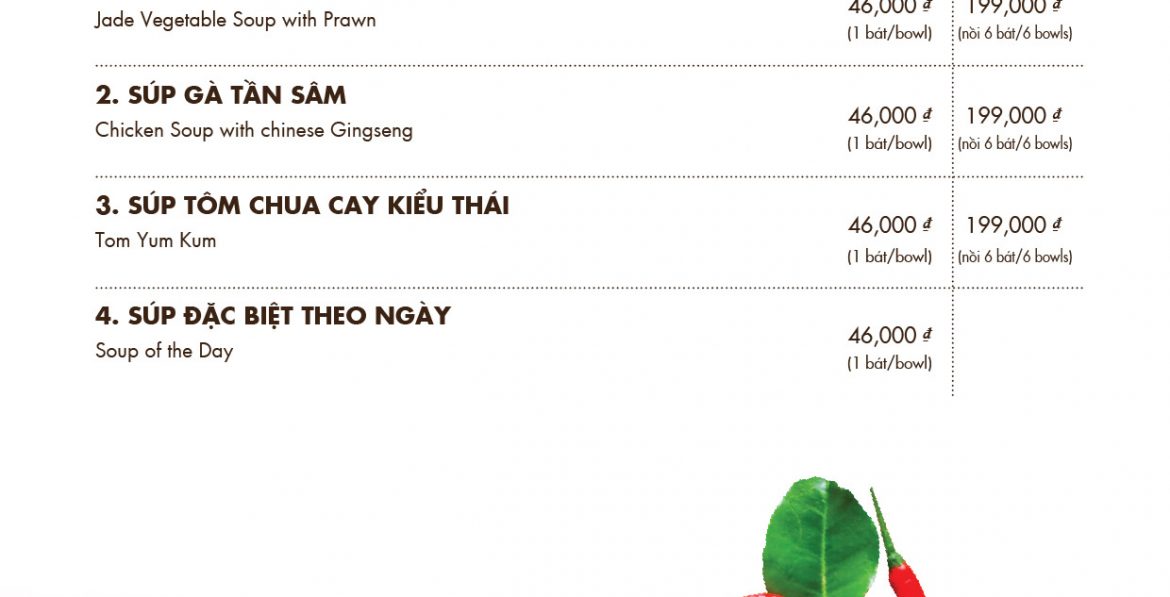 46,000 ₫ 199,000 ₫
Jade Vegetable Soup with Prawn
(1 bát/bowl) (nồi 6 bát/6 bowls)
2. SÚP GÀ TẦN SÂM
46,000 ₫ 199,000 ₫
Chicken Soup with chinese Gingseng
(1 bát/bowl) (nồi 6 bát/6 bowls)
3. SÚP TÔM CHUA CAY KIỂU THÁI
46,000 ₫ 199,000 ₫
Tom Yum Kum
(1 bát/bowl) (nồi 6 bát/6 bowls)
4. SÚP ĐẶC BIỆT THEO NGÀY
46,000 ₫
Soup of the Day
(1 bát/bowl)